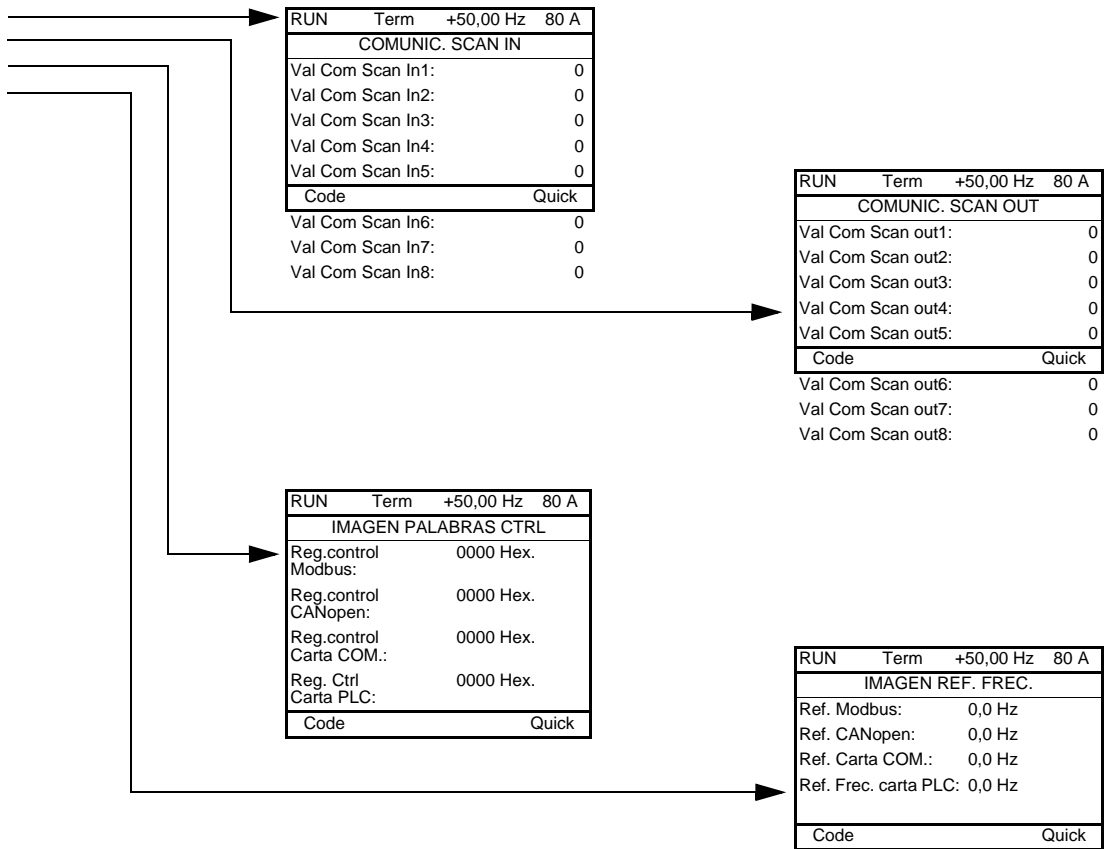 RUN Term +50,00 Hz 80 A
COMUNIC. SCAN IN
Val Com Scan In1: 0
Val Com Scan In2: 0
Val Com Scan In3: 0
Val Com Scan In4: 0
Val Com Scan In5: 0
Code Quick
Val Com Scan In6: 0
Val Com Scan In7: 0
Val Com Scan In8: 0
RUN Term +50,00 Hz 80 A
COMUNIC. SCAN OUT
Val Com Scan out1: 0
Val Com Scan out2: 0
Val Com Scan out3: 0
Val Com Scan out4: 0
Val Com Scan out5: 0
Code Quick
Val Com Scan out6: 0
Val Com Scan out7: 0
Val Com Scan out8: 0
RUN Term +50,00 Hz 80 A
IMAGEN PALABRAS CTRL
Reg.control 0000 Hex.
Modbus:
Reg.control 0000 Hex.
CANopen:
Reg.control 0000 Hex.
Carta COM.:
Reg. Ctrl 0000 Hex.
Carta PLC:
Code Quick
RUN Term +50,00 Hz 80 A
IMAGEN REF. FREC.
Ref. Modbus: 0,0 Hz
Ref. CANopen: 0,0 Hz
Ref. Carta COM.: 0,0 Hz
Ref. Frec. carta PLC: 0,0 Hz
Code Quick